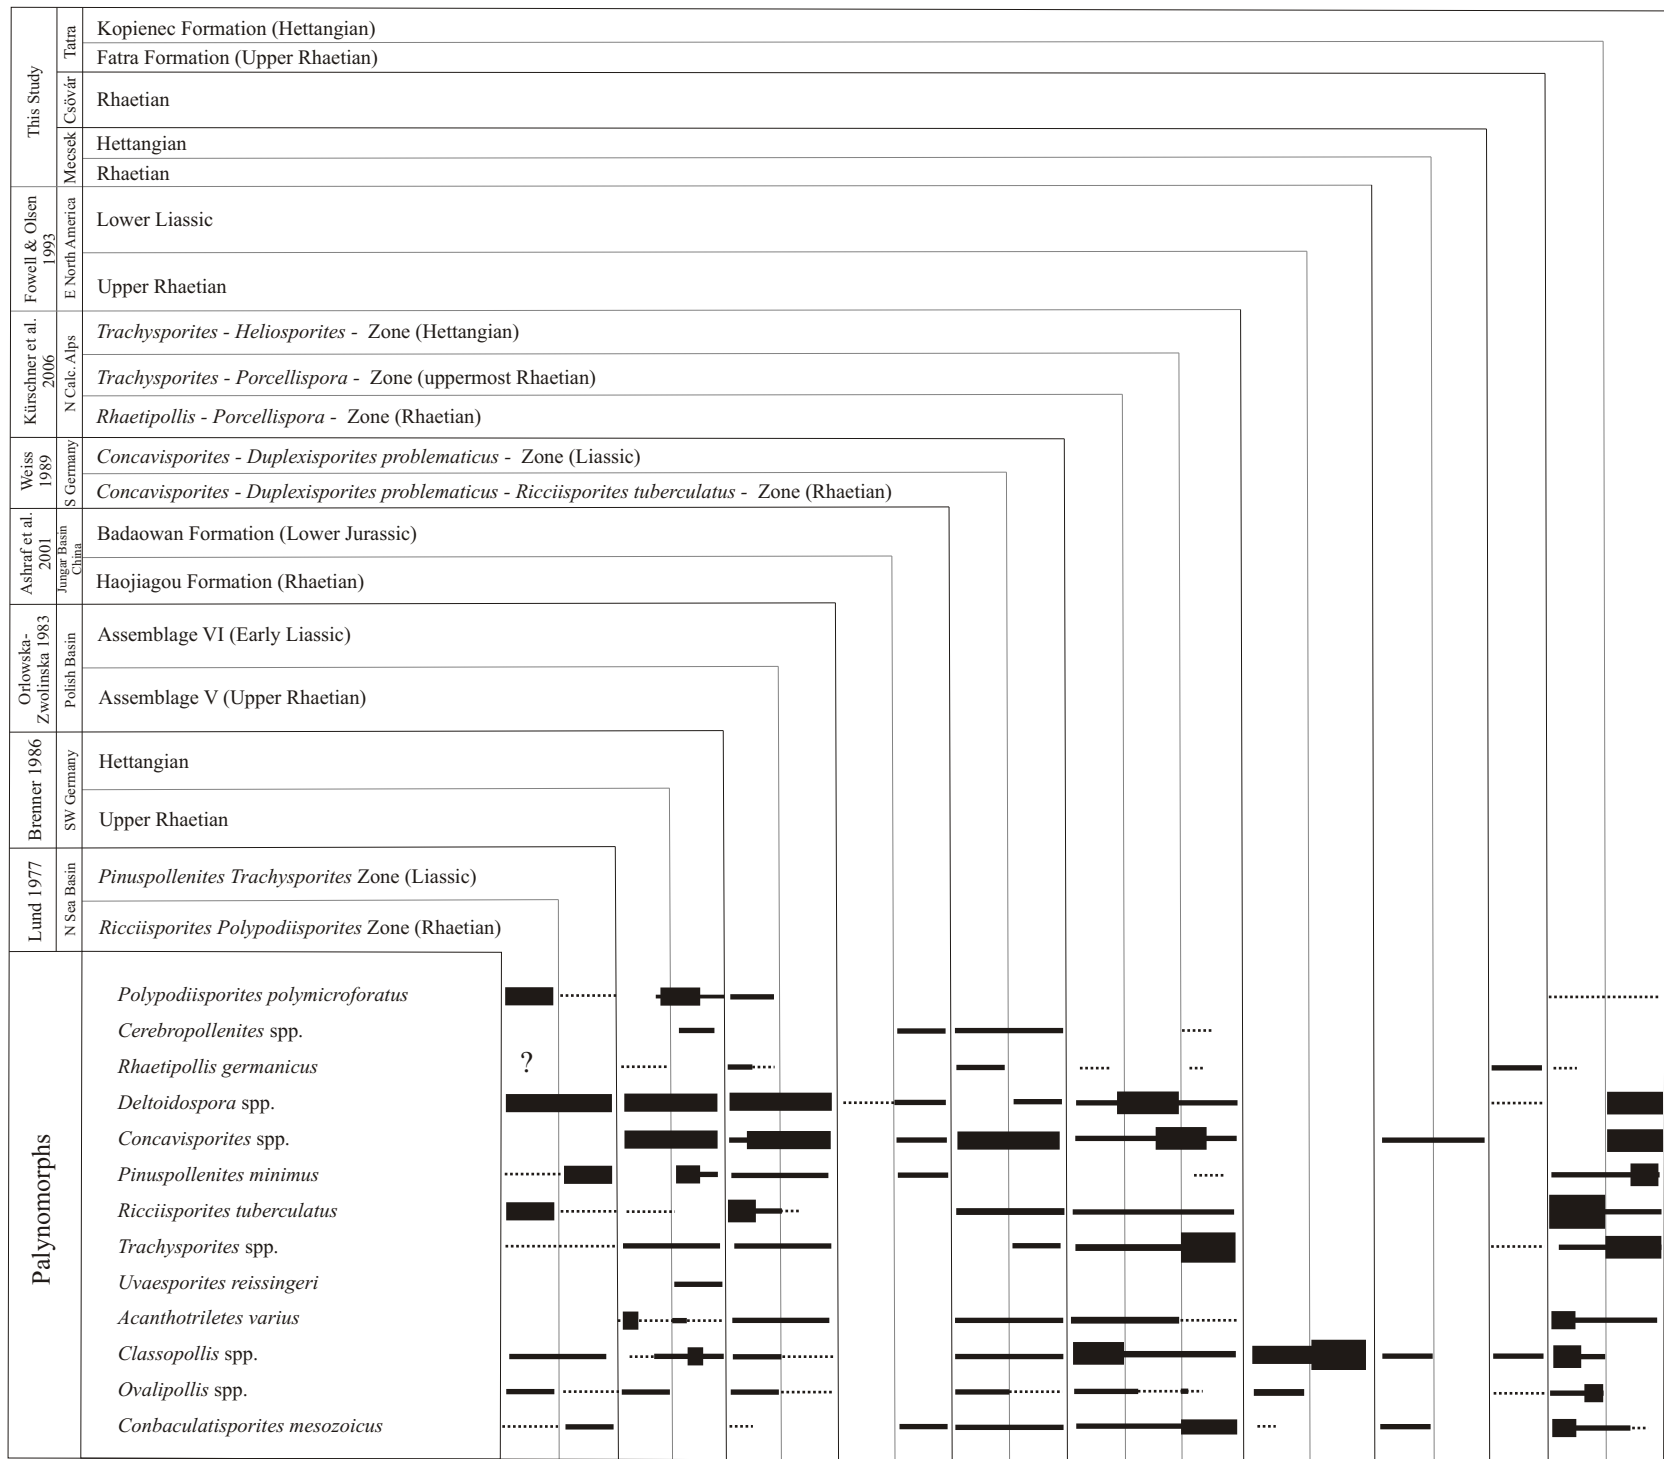 This Study
Tatra
Kopienec Formation (Hettangian)
Fatra Formation (Upper Rhaetian)
Csövár
Rhaetian
Mecsek
Hettangian
Rhaetian
Fowell & Olsen
1993
E North America
Lower Liassic
Upper Rhaetian
Kürschner et al.
2006
N Calc. Alps
Trachysporites - Heliosporites - Zone (Hettangian)
Trachysporites - Porcellispora - Zone (uppermost Rhaetian)
Rhaetipollis - Porcellispora - Zone (Rhaetian)
Weiss
1989
S Germany
Concavisporites - Duplexisporites problematicus - Zone (Liassic)
Concavisporites - Duplexisporites problematicus - Ricciisporites tuberculatus - Zone (Rhaetian)
Ashraf et al.
2001
Jungar Basin
China
Badaowan Formation (Lower Jurassic)
Haojiagou Formation (Rhaetian)
Orlowska-
Zwolinska 1983
Polish Basin
Assemblage VI (Early Liassic)
Assemblage V (Upper Rhaetian)
Brenner 1986
SW Germany
Hettangian
Upper Rhaetian
Lund 1977
N Sea Basin
Pinuspollenites Trachysporites Zone (Liassic)
Ricciisporites Polypodiisporites Zone (Rhaetian)
Palynomorphs
Polypodiisporites polymicroforatus
Cerebropollenites spp.
Rhaetipollis germanicus
?
Deltoidospora spp.
Concavisporites spp.
Pinuspollenites minimus
Ricciisporites tuberculatus
Trachysporites spp.
Uvaesporites reissingeri
Acanthotriletes varius
Classopollis spp.
Ovalipollis spp.
Conbaculatisporites mesozoicus